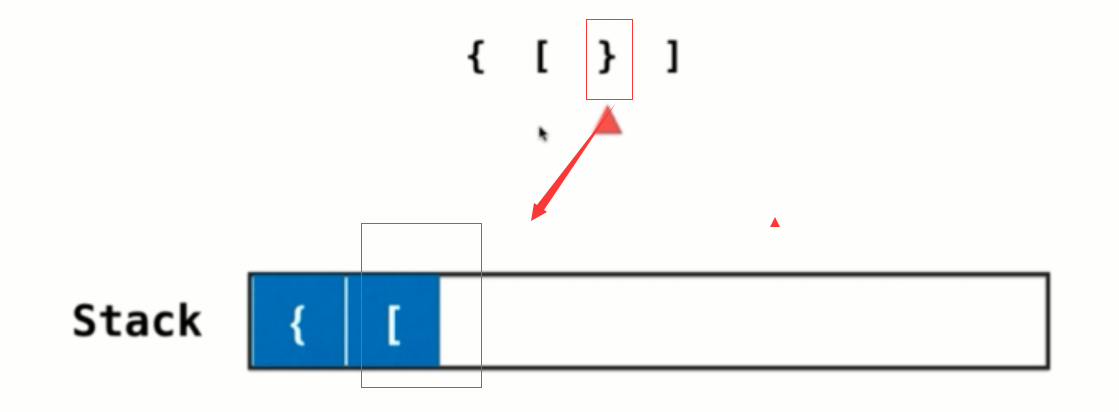 { [ } ]
Stack { [